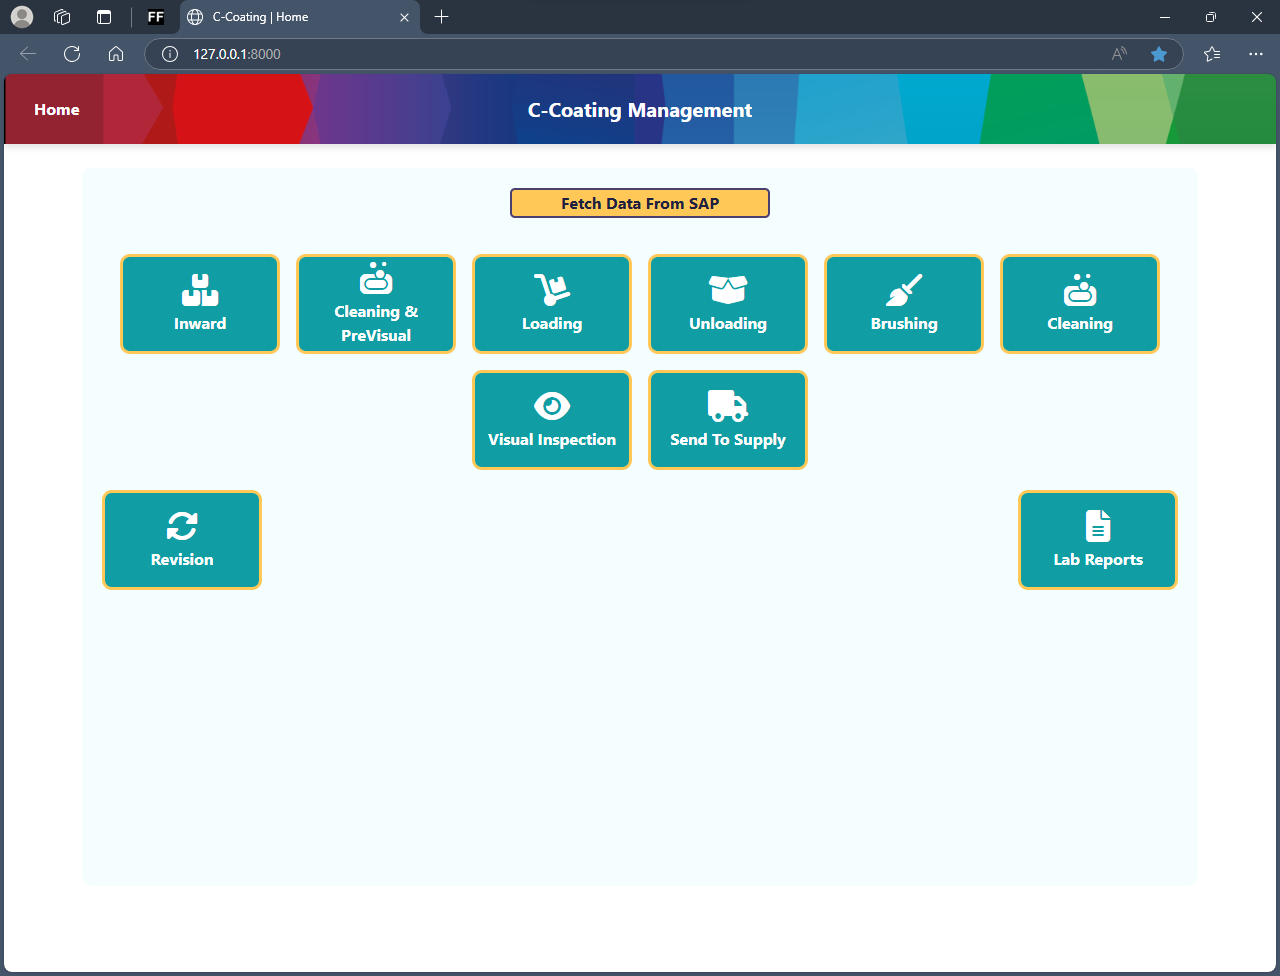 FF
C-Coating | Home
127.0.0.1:8000
Home
C-Coating Management
Fetch Data From SAP
Inward
Cleaning &
PreVisual
Loading
Unloading
Brushing
Cleaning
Visual Inspection
Send To Supply
Revision
Lab Reports